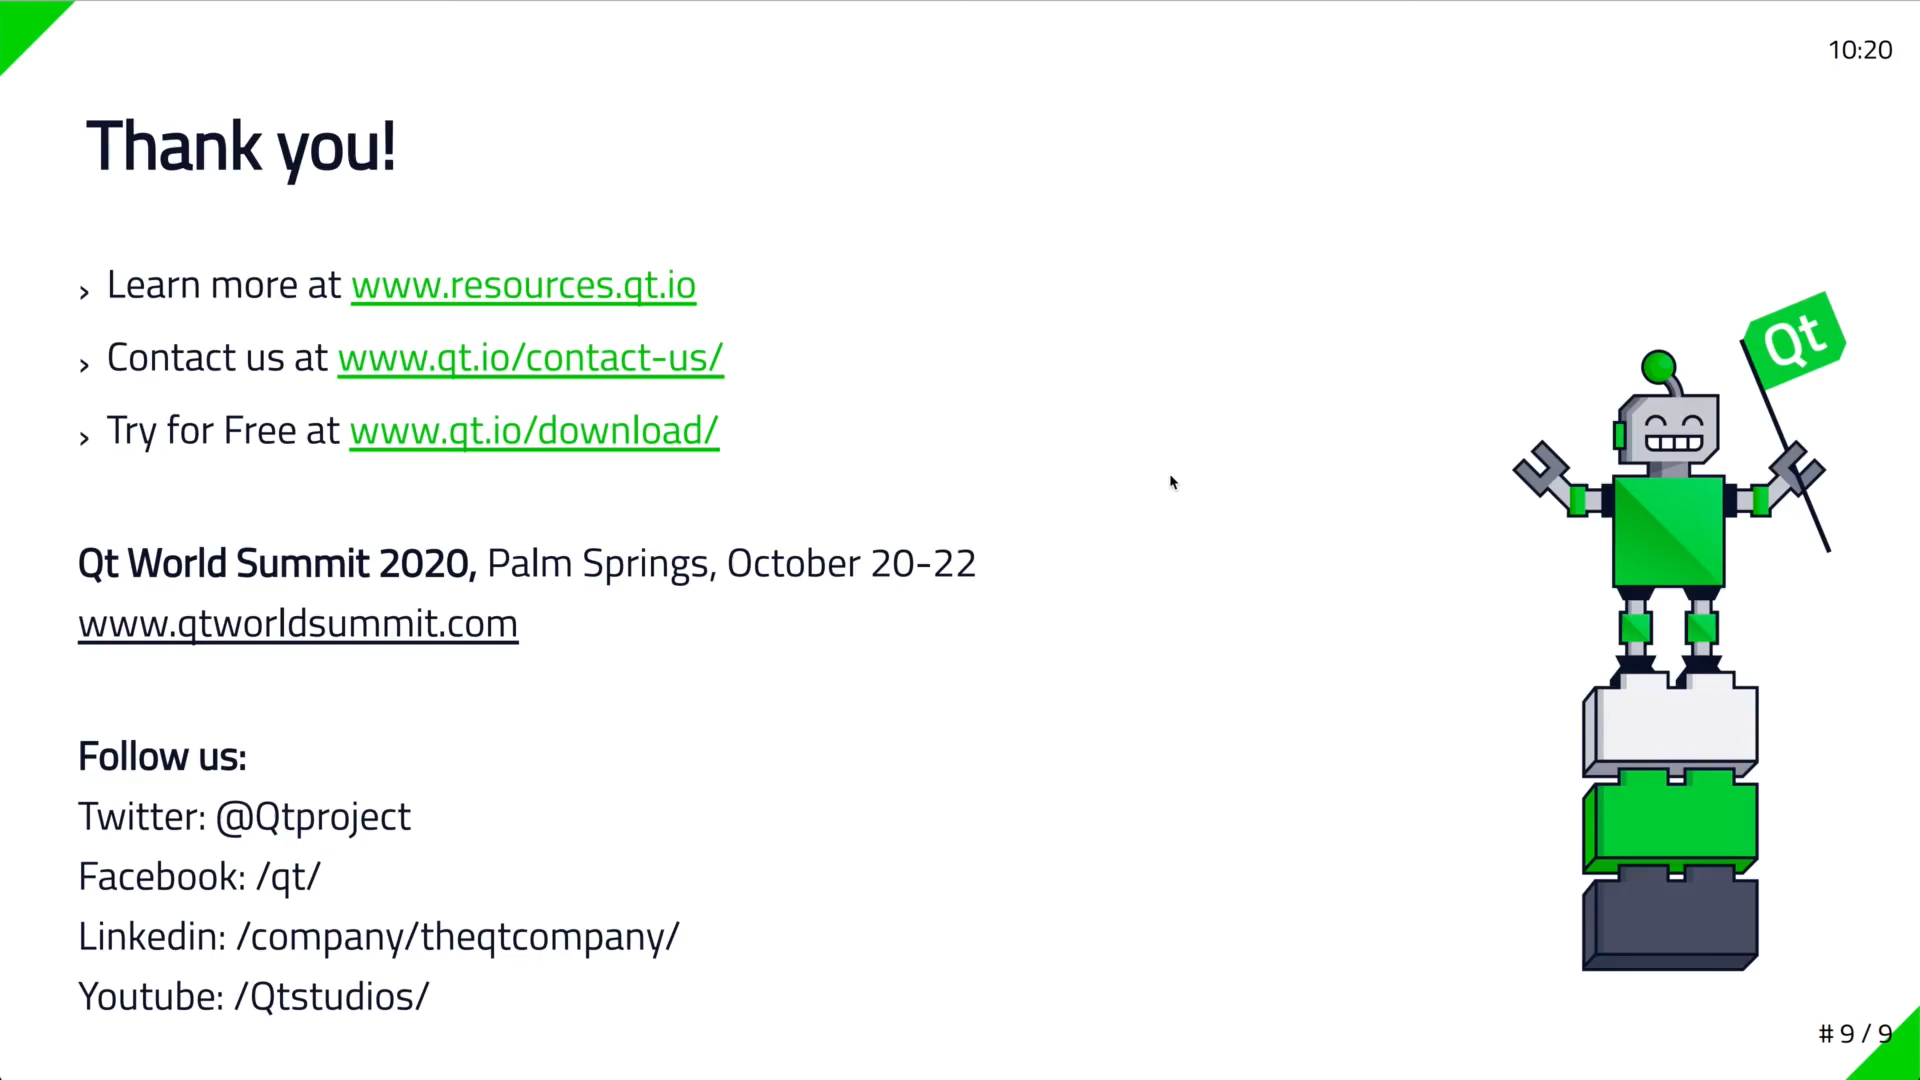 10:20
Thank you!
› Learn more at www.resources.qt.io
› Contact us at www.qt.io/contact-us/
› Try for Free at www.qt.io/download/
Qt
Qt World Summit 2020, Palm Springs, October 20-22
www.qtworldsummit.com
Follow us:
Twitter: @Qtproject
Facebook: /qt/
Linkedin: /company/theqtcompany/
Youtube: /Qtstudios/
# 9 / 9